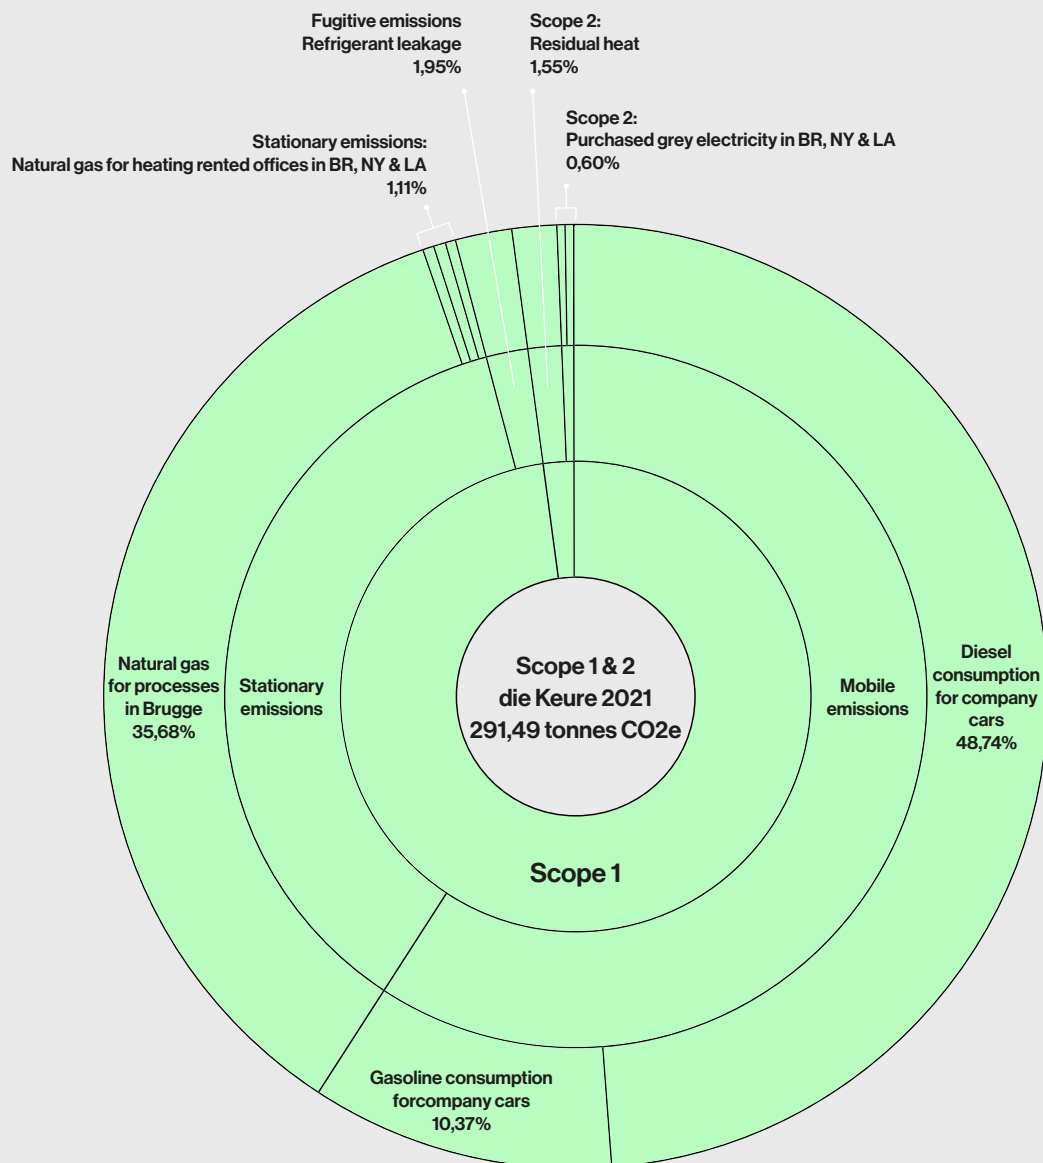 Fugitive emissions
Refrigerant leakage
1,95%
Scope 2:
Residual heat
1,55%
Scope 2:
Purchased grey electricity in BR, NY & LA
0,60%
Stationary emissions:
Natural gas for heating rented offices in BR, NY & LA
1,11%
Natural gas
for processes
in Brugge
35,68%
Stationary
emissions
Scope 1 & 2
die Keure 2021
291,49 tonnes CO2e
Mobile
emissions
Diesel
consumption
for company
cars
48,74%
Scope 1
Gasoline consumption
forcompany cars
10,37%